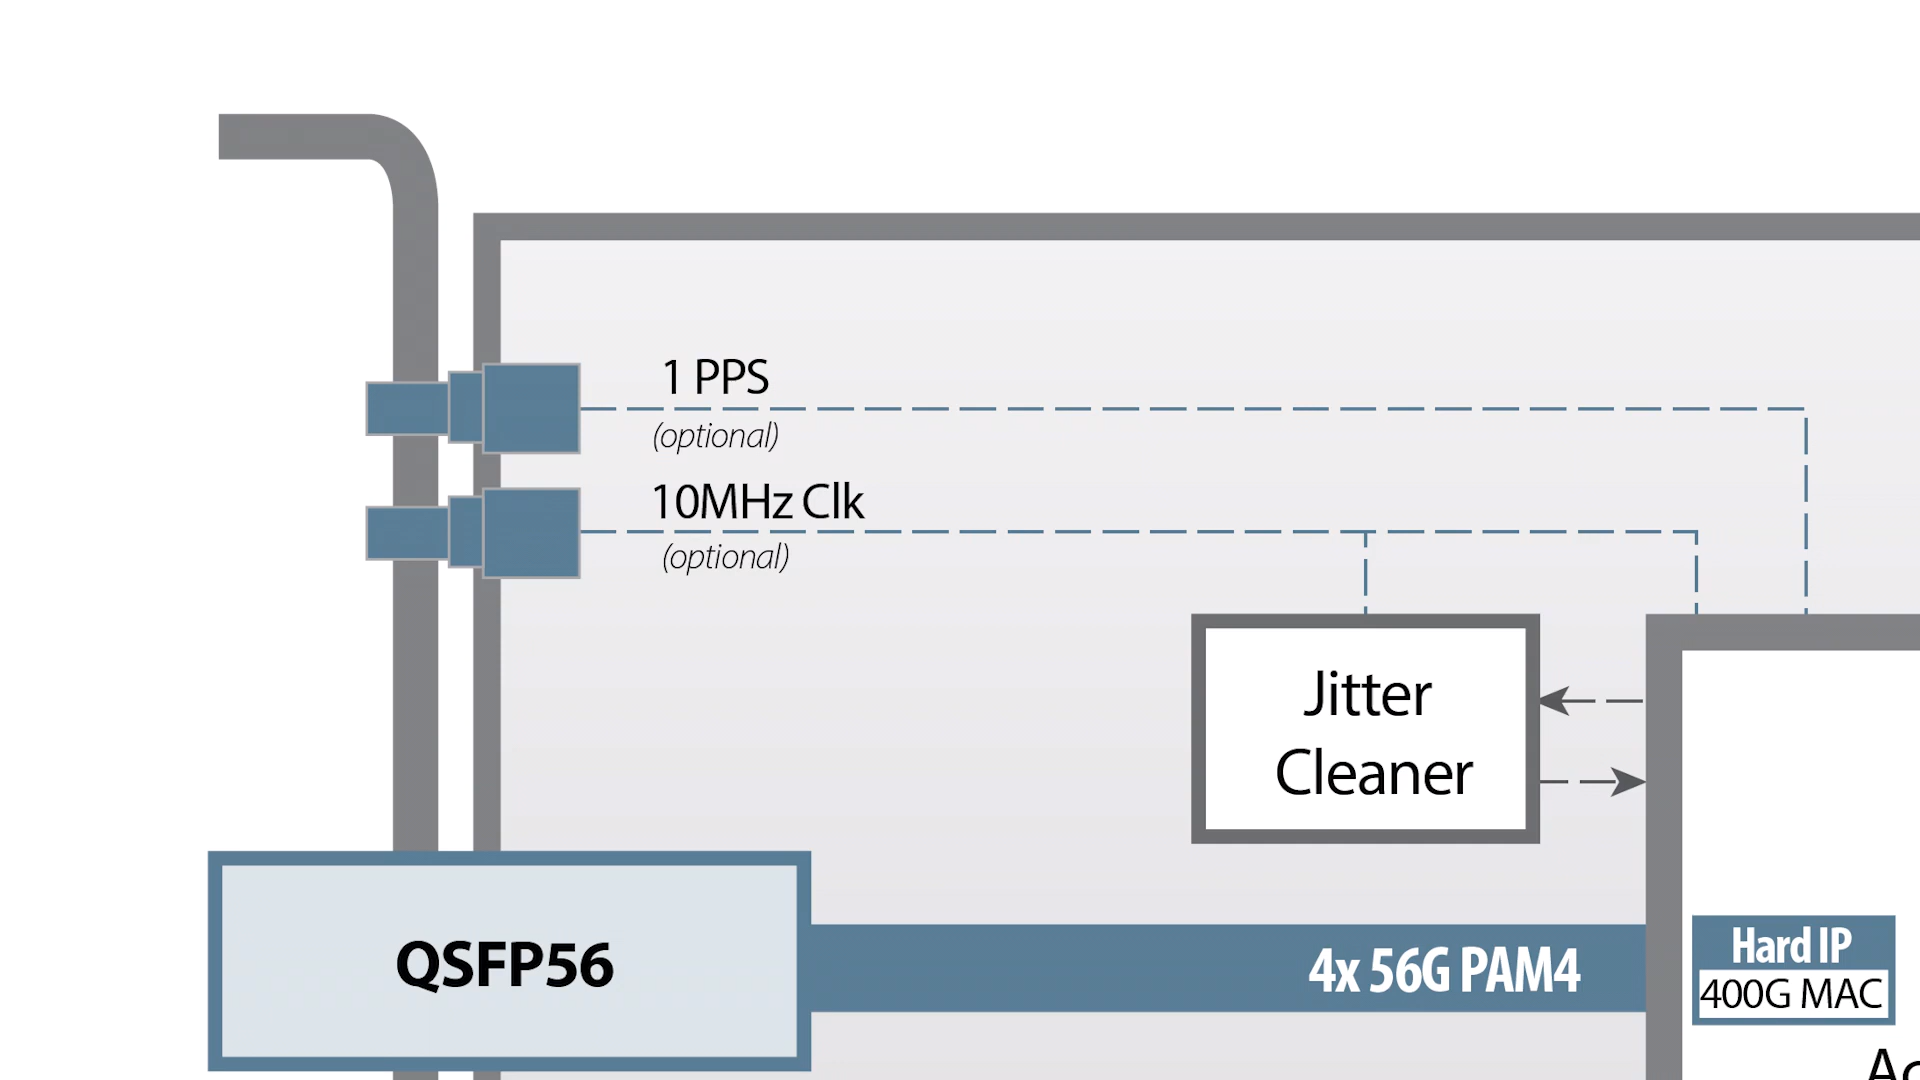 1 PPS
(optional)
10MHz Clk
(optional)
Jitter
Cleaner
QSFP56
4x 56G PAM4
Hard IP
400G MAC